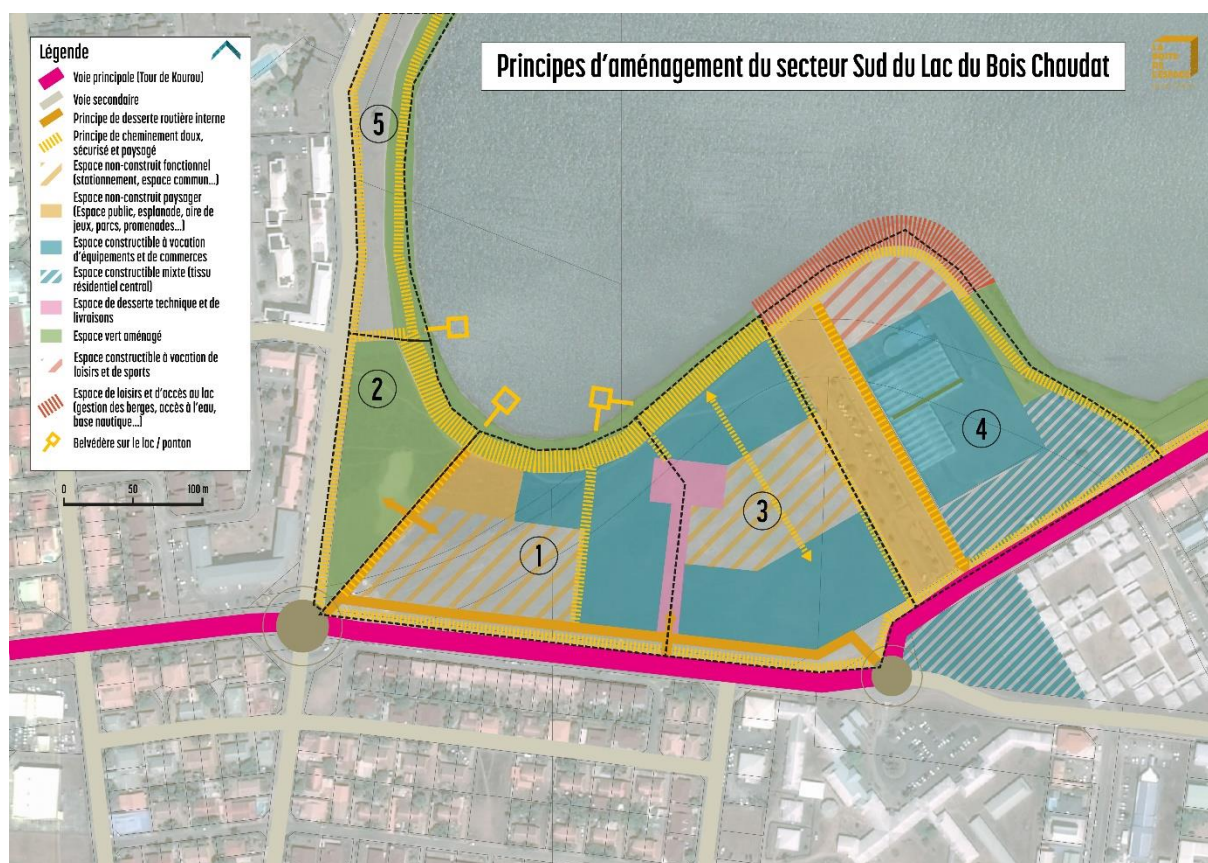 Principes d'aménagement du secteur Sud du Lac du Bois Chaudat
Légende
Voie principale (Tour de Kourou)
Voie secondaire
Principe de desserte routière interne
Principe de cheminement doux,
sécurisé et paysagé
Espace non-construit fonctionnel
(stationnement, espace commun...)
Espace non-construit paysager
(Espace public, esplanade, aire de
jeux, parcs, promenades...)
Espace constructible à vocation
d'équipements et de commerces
Espace constructible mixte (tissu
résidentiel central)
Espace de desserte technique et de
livraisons
Espace vert aménagé
Espace constructible à vocation de
loisirs et de sports
Espace de loisirs et d'accès au lac
(gestion des berges, accès à l'eau,
base nautique...)
Belvédère sur le lac / ponton
0 50 100 m
5
2
4
3
1